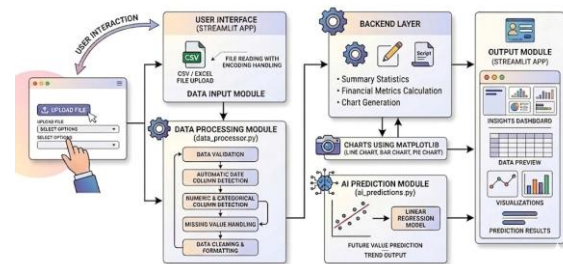 USER INTERACTION
UPLOAD FILE
UPLOAD FILE
SELECT OPTIONS
SELECT OPTIONS
USER INTERFACE
(STREAMLIT APP)
CSV
FILE READING WITH
ENCODING HANDLING
CSV / EXCEL
FILE UPLOAD
DATA INPUT MODULE
DATA PROCESSING MODULE
(data_processor.py)
DATA VALIDATION
AUTOMATIC DATE
COLUMN DETECTION
NUMERIC & CATEGORICAL
COLUMN DETECTION
MISSING VALUE HANDLING
DATA CLEANING &
FORMATTING
BACKEND LAYER
Script
• Summary Statistics
• Financial Metrics Calculation
• Chart Generation
CHARTS USING MATPLOTLIB
(LINE CHART, BAR CHART, PIE CHART)
AI PREDICTION MODULE
(ai_predictions.py)
LINEAR
REGRESSION
MODEL
FUTURE VALUE PREDICTION
TREND OUTPUT
OUTPUT MODULE
(STREAMLIT APP)
INSIGHTS DASHBOARD
DATA PREVIEW
VISUALIZATIONS
PREDICTION RESULTS